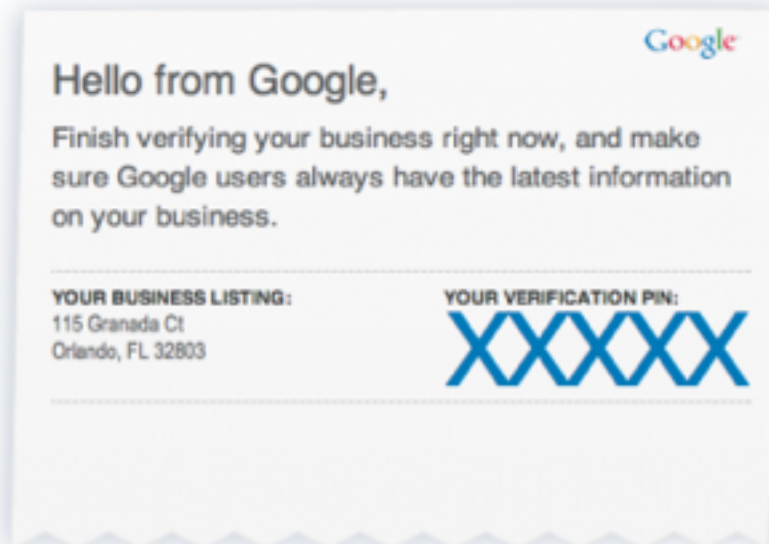 Google
Hello from Google,
Finish verifying your business right now, and make
sure Google users always have the latest information
on your business.
YOUR BUSINESS LISTING:
115 Granada Ct
Orlando, FL 32803
YOUR VERIFICATION PIN:
XXXXX